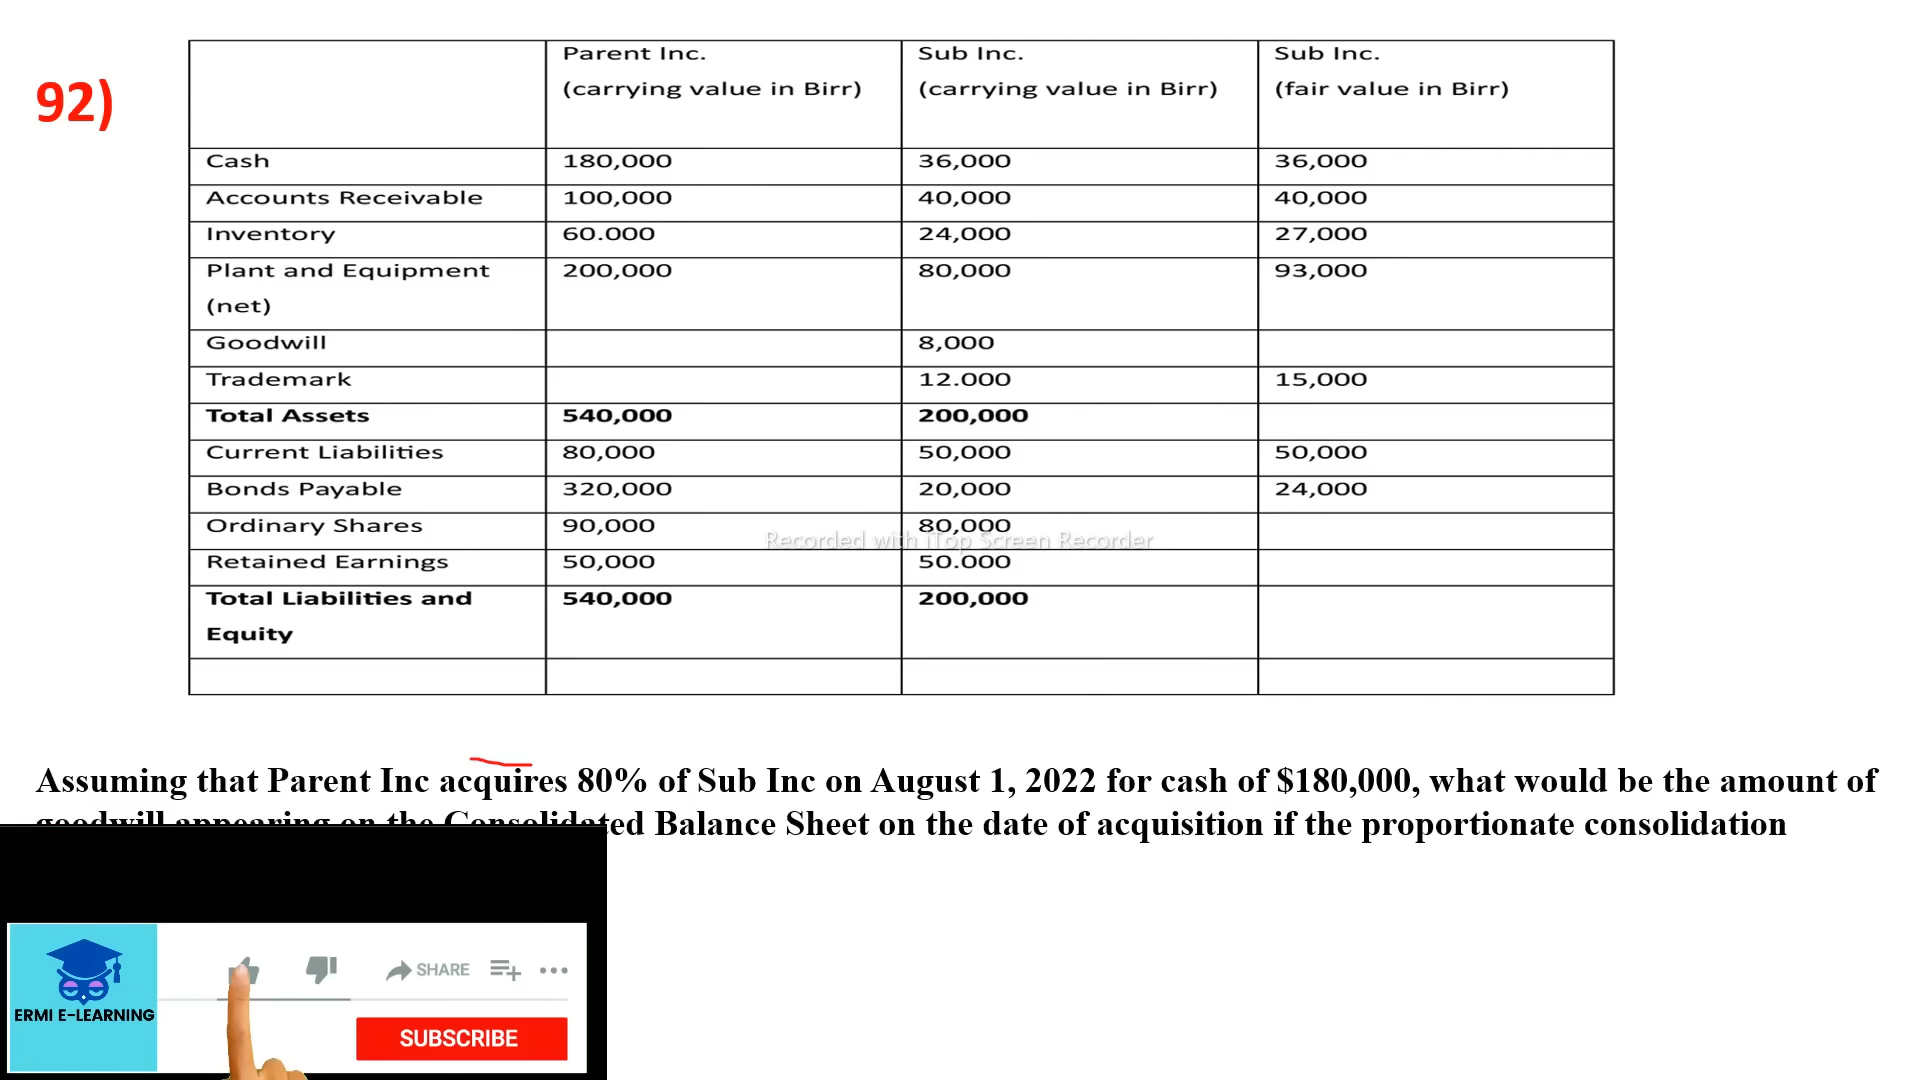 92)
Parent Inc. Sub Inc. Sub Inc.
(carrying value in Birr) (carrying value in Birr) (fair value in Birr)
Cash 180,000 36,000 36,000
Accounts Receivable 100,000 40,000 40,000
Inventory 60.000 24,000 27,000
Plant and Equipment 200,000 80,000 93,000
(net)
Goodwill 8,000
Trademark 12.000 15,000
Total Assets 540,000 200,000
Current Liabilities 80,000 50,000 50,000
Bonds Payable 320,000 20,000 24,000
Ordinary Shares 90,000 80,000
Recorded with iTop Screen Recorder
Retained Earnings 50,000 50.000
Total Liabilities and 540,000 200,000
Equity
Assuming that Parent Inc acquires 80% of Sub Inc on August 1, 2022 for cash of $180,000, what would be the amount of
goodwill appearing on the Consolidated Balance Sheet on the date of acquisition if the proportionate consolidation
SHARE
ERMI E-LEARNING
SUBSCRIBE